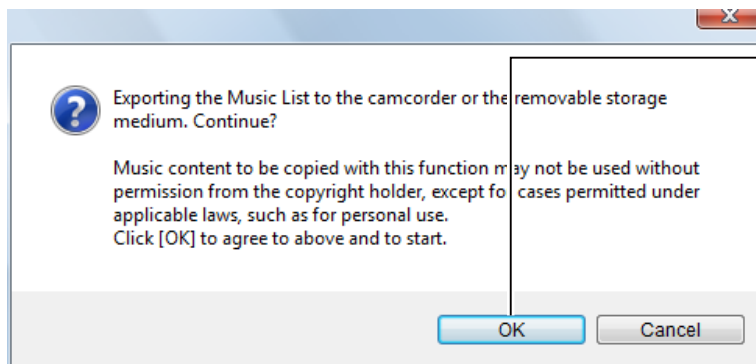 Exporting the Music List to the camcorder or the removable storage
medium. Continue?
Music content to be copied with this function may not be used without
permission from the copyright holder, except for cases permitted under
applicable laws, such as for personal use.
Click [OK] to agree to above and to start.
OK
Cancel